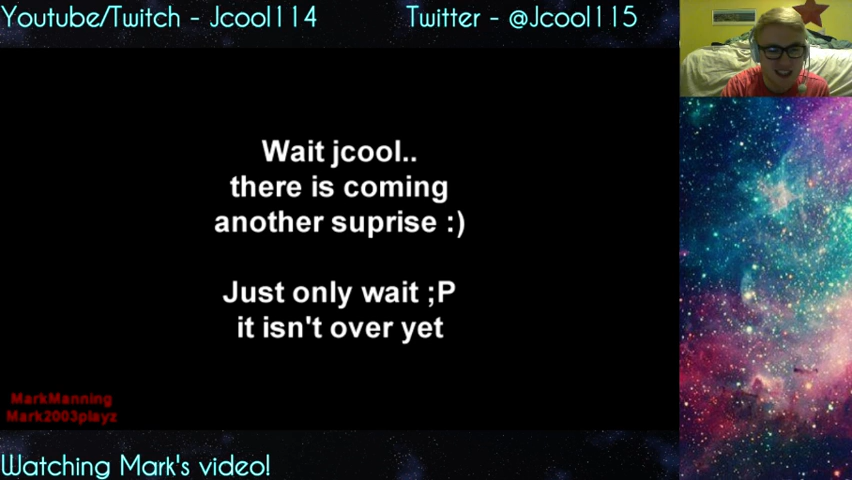 Youtube/Twitch - Jcool114 Twitter - @Jcool115
Wait jcool..
there is coming
another suprise :)
Just only wait ;P
it isn't over yet
MarkManning
Mark2003playz
Watching Mark's video!